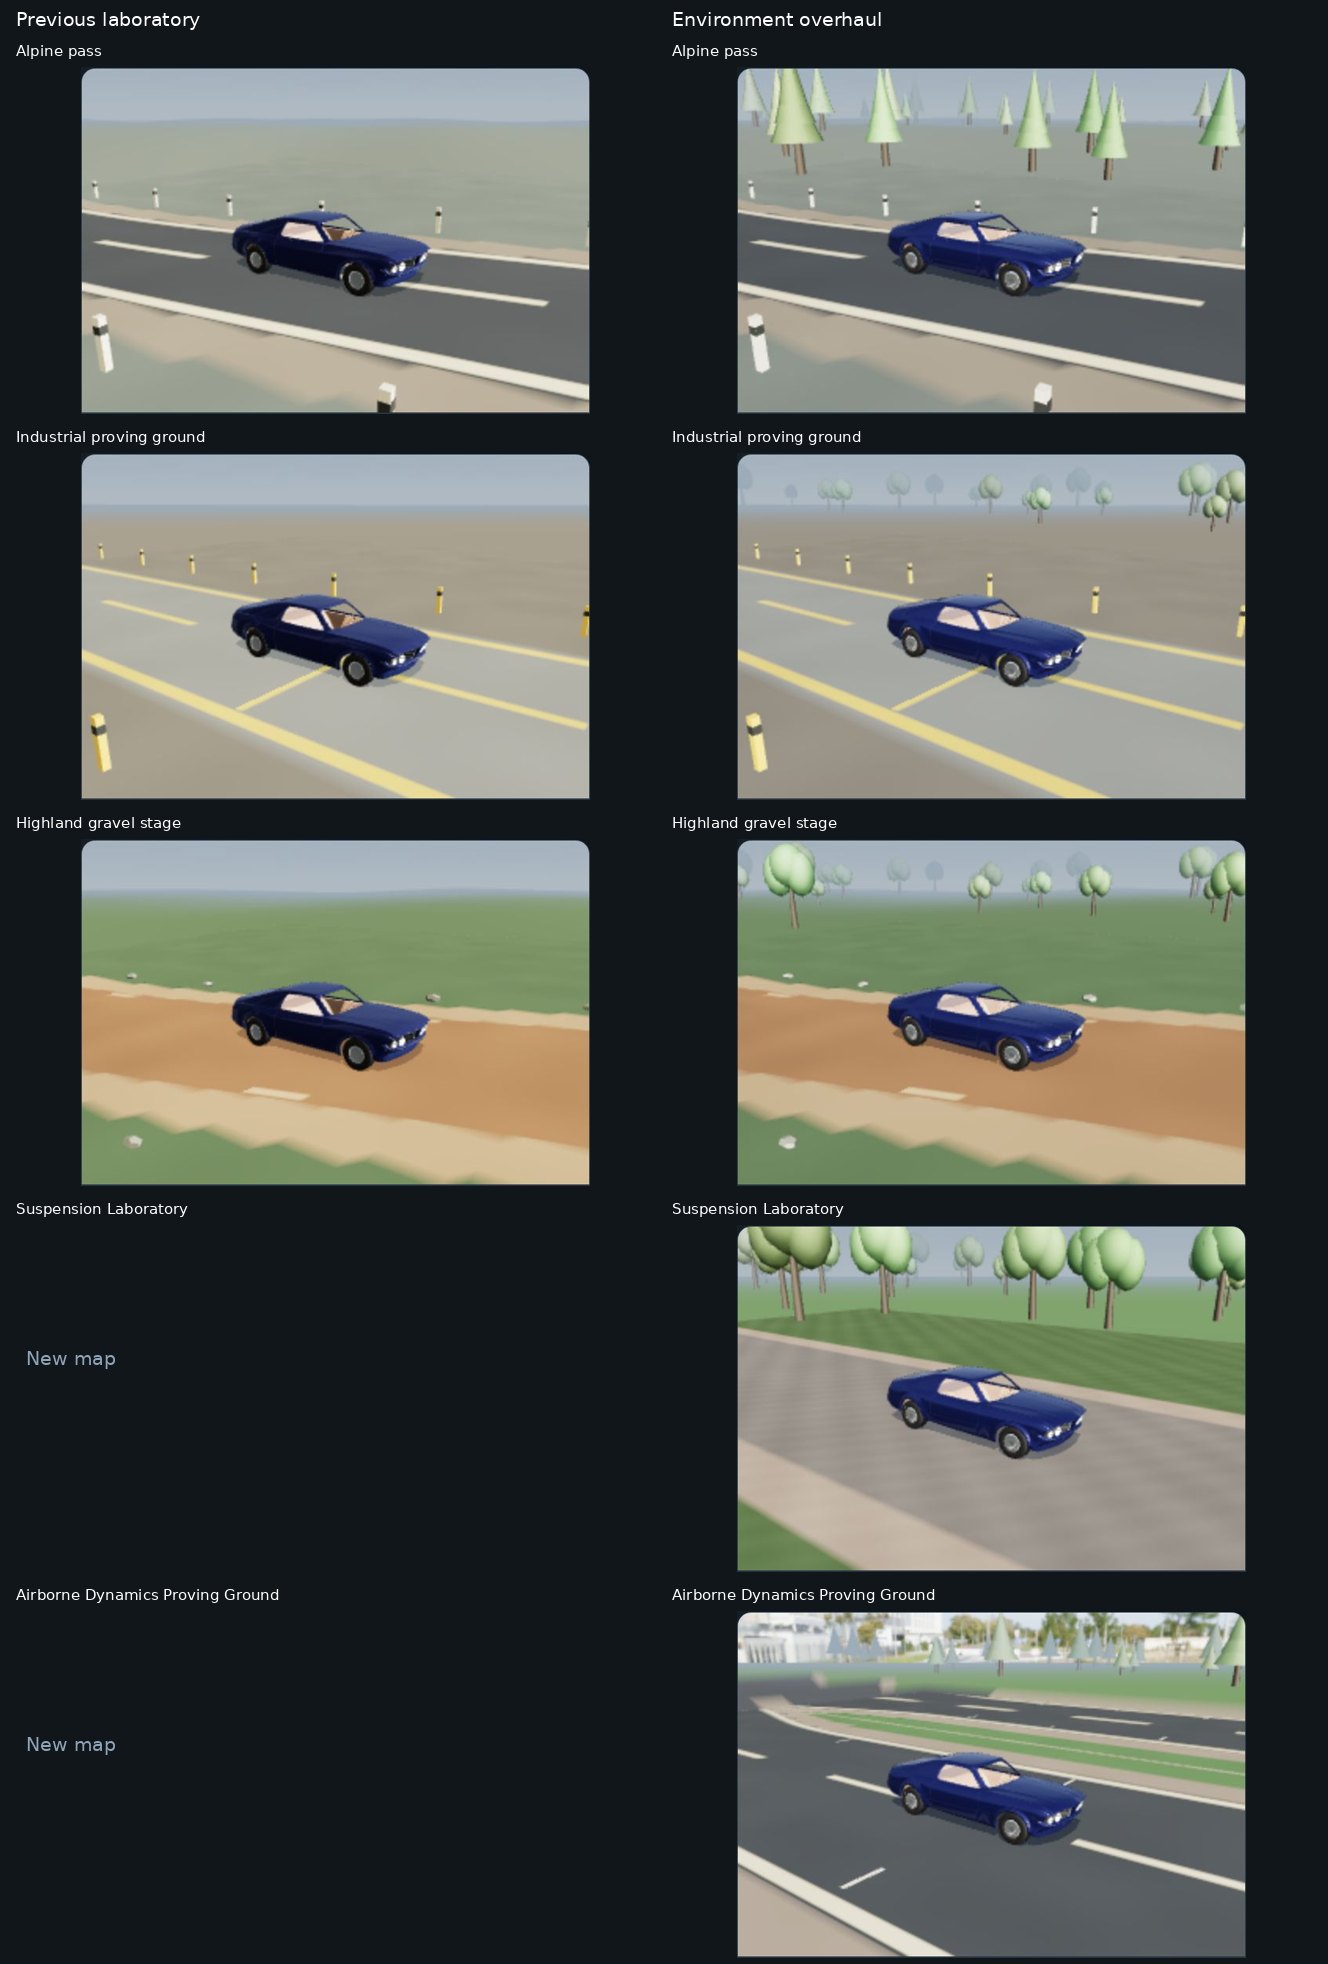 Previous laboratory
Environment overhaul
Alpine pass
Alpine pass
Industrial proving ground
Industrial proving ground
Highland gravel stage
Highland gravel stage
Suspension Laboratory
Suspension Laboratory
New map
Airborne Dynamics Proving Ground
Airborne Dynamics Proving Ground
New map